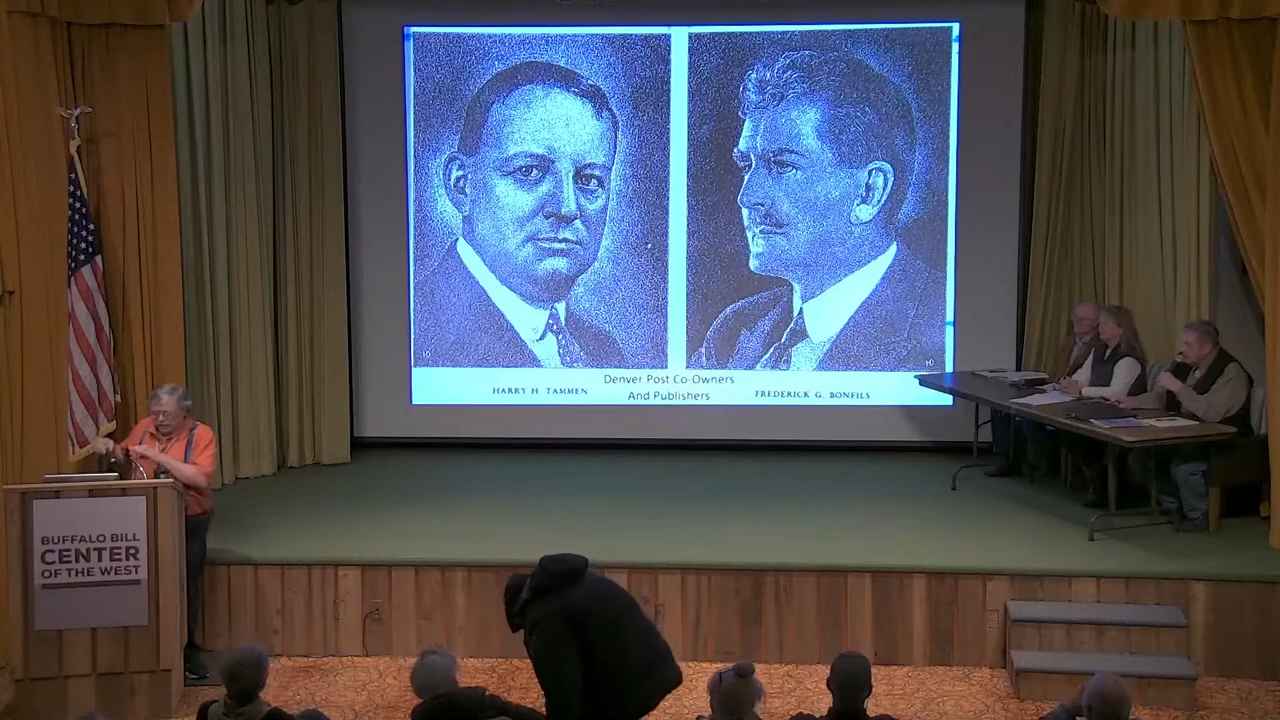 HARRY H TAMMEN
Denver Post Co-Owners
And Publishers
FREDERICK G. BONFILS
BUFFALO BILL
CENTER
OF THE WEST